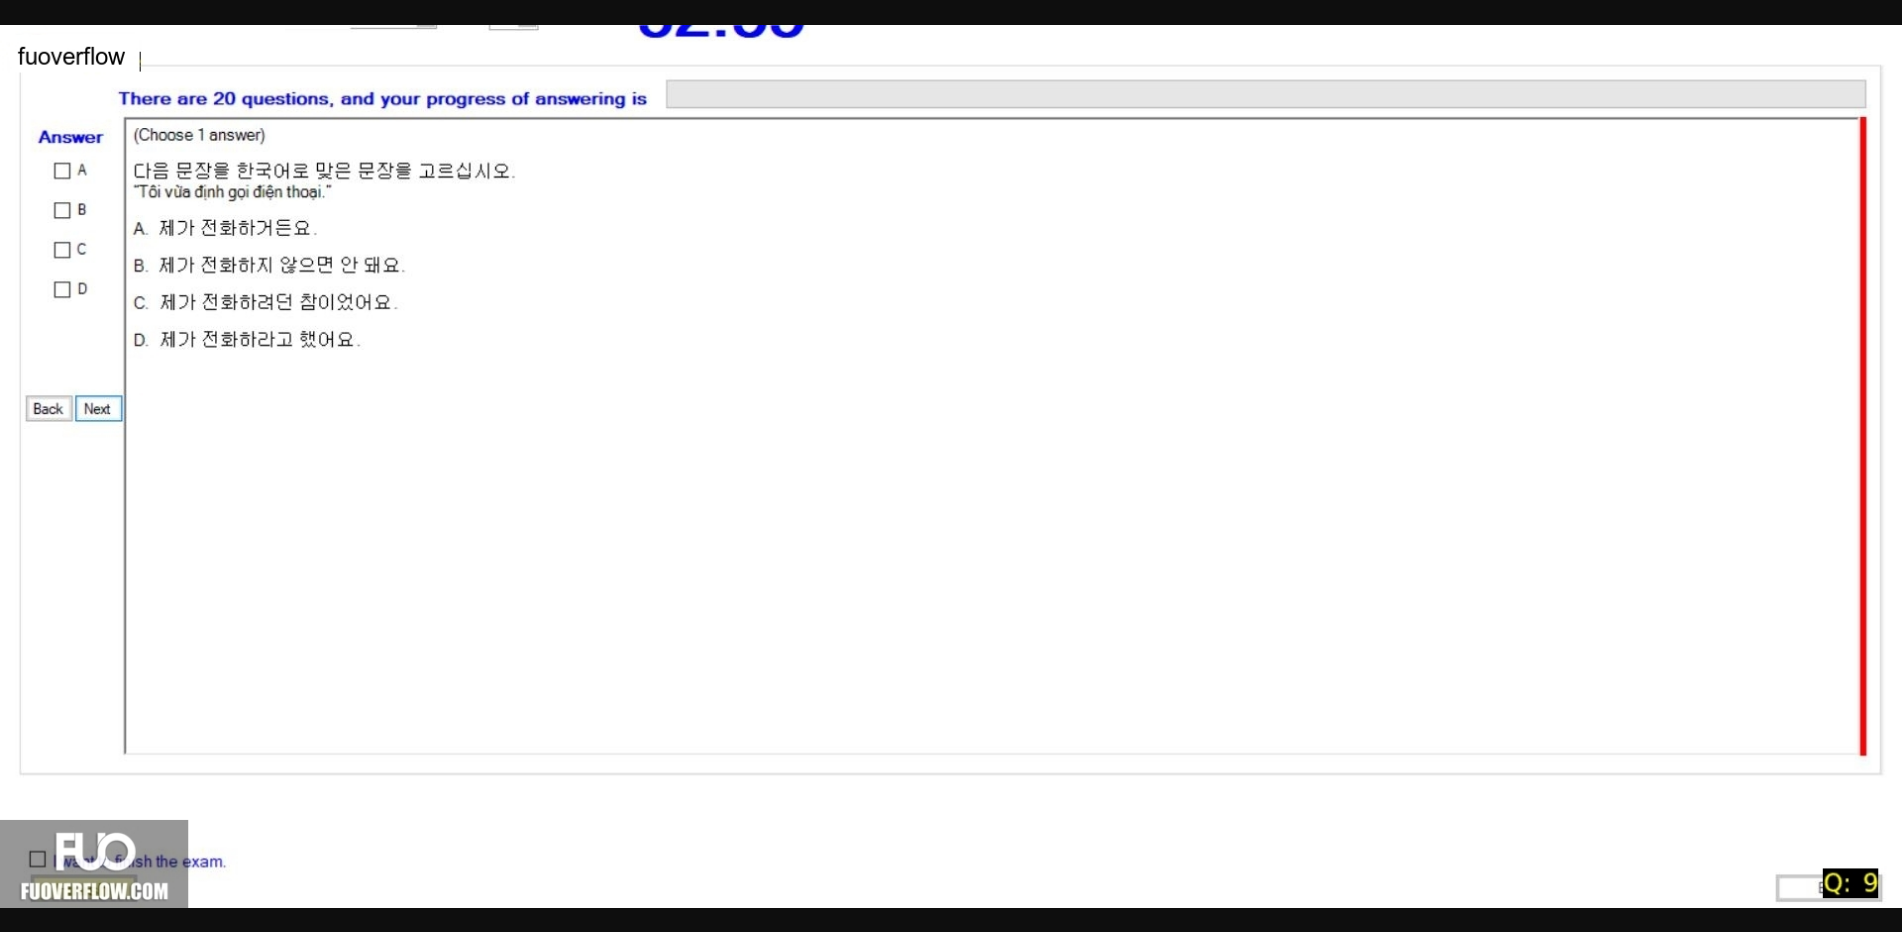 fuoverflow
There are 20 questions, and your progress of answering is
Answer
(Choose 1 answer)
A
다음 문장을 한국어로 맞은 문장을 고르십시오.
"Tôi vừa định gọi điện thoại."
B
A. 제가 전화하거든요.
C
B. 제가 전화하지 않으면 안 돼요.
D
C. 제가 전화하려던 참이었어요.
D. 제가 전화하라고 했어요.
Back Next
FUO
finish the exam.
FUOVERFLOW.COM
Q: 9